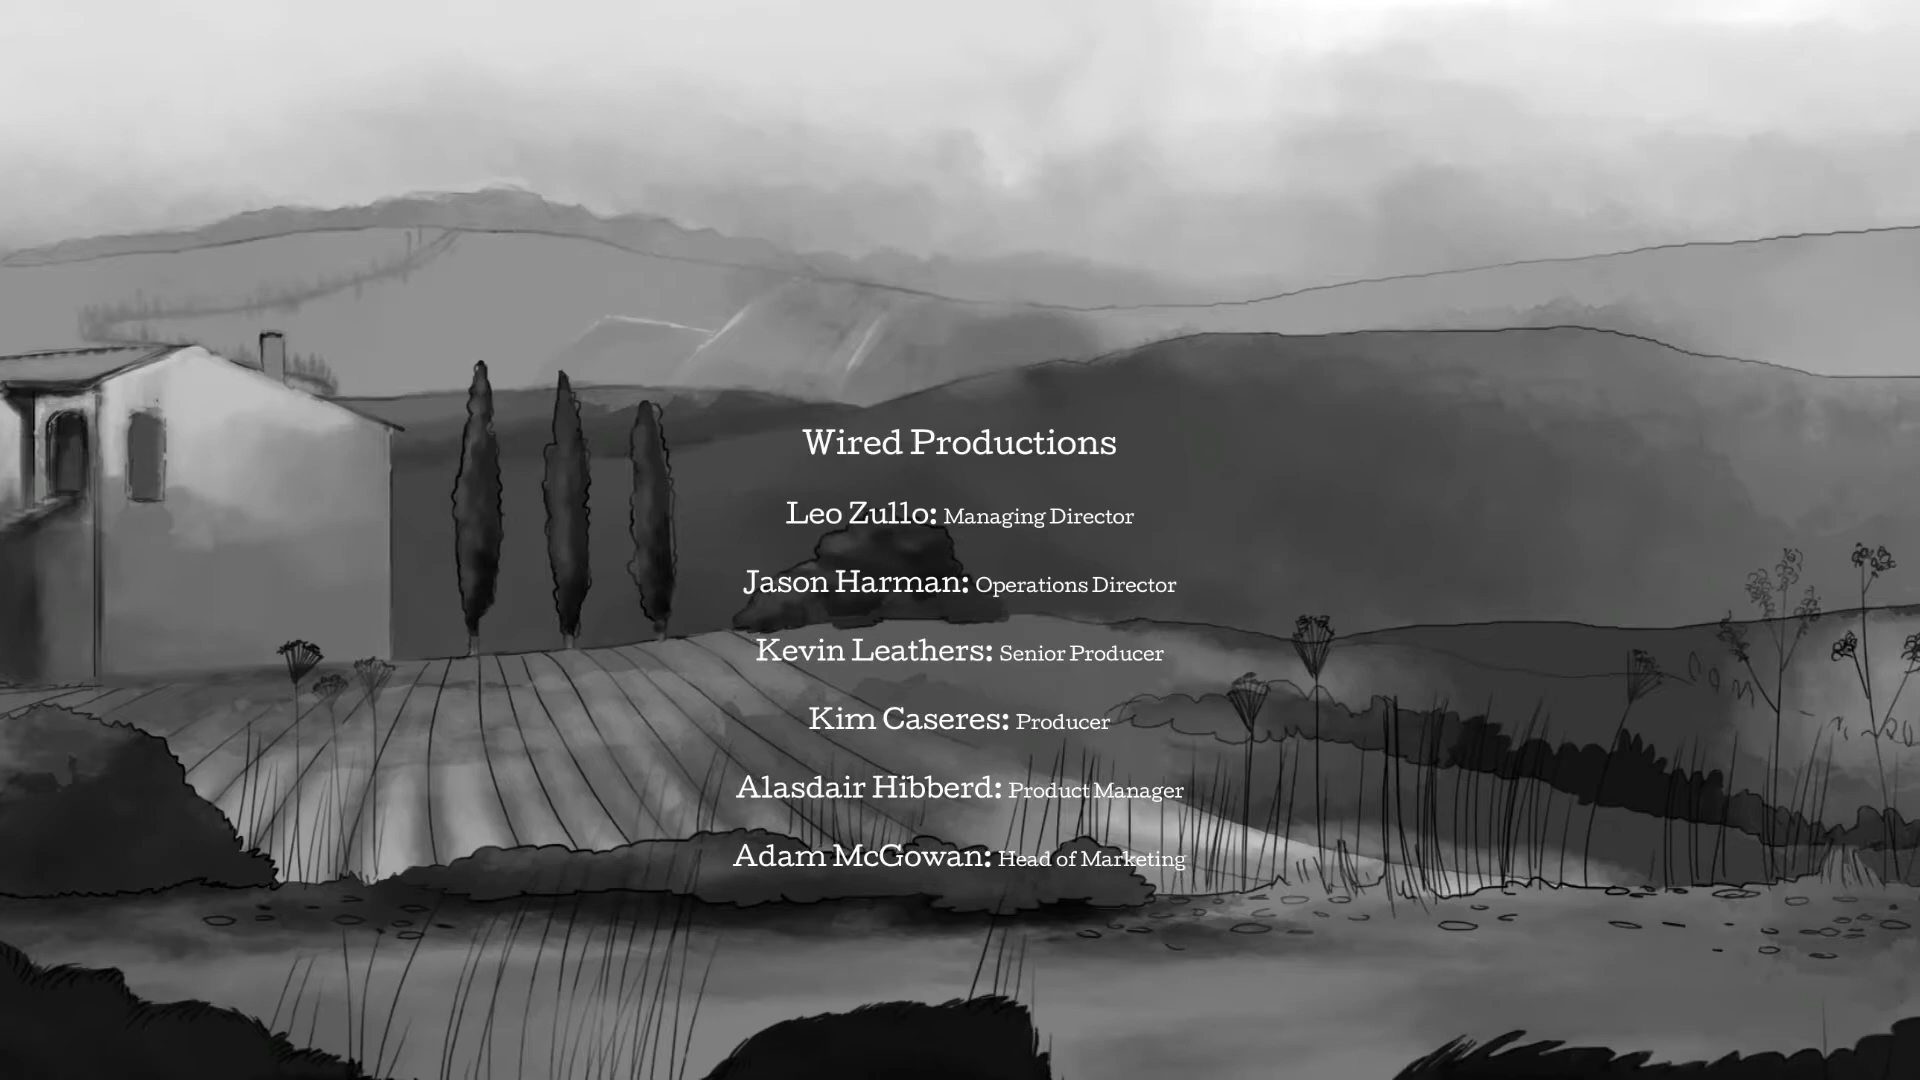 Wired Productions
Leo Zullo: Managing Director
Jason Harman: Operations Director
Kevin Leathers: Senior Producer
Kim Caseres: Producer
Alasdair Hibberd: Product Manager
Adam McGowan: Head of Marketing